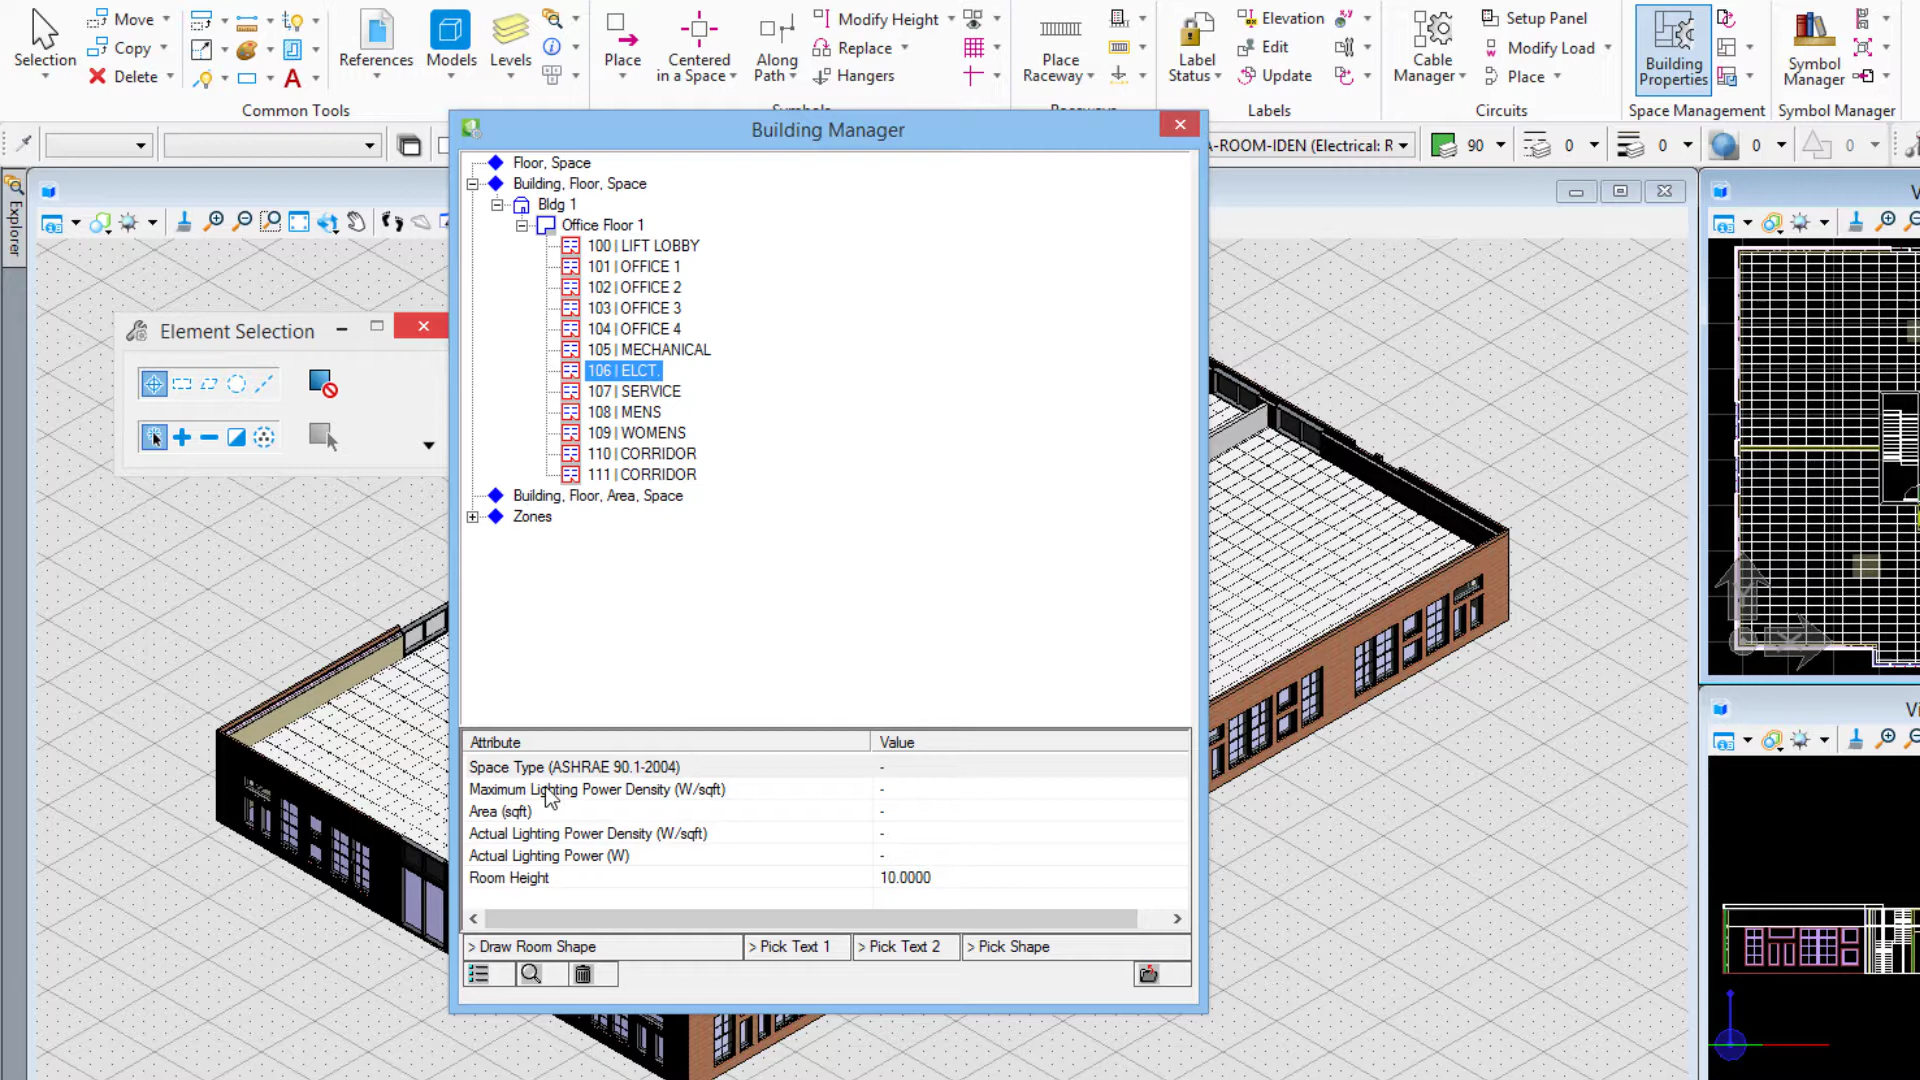 Selection
Move
Copy
Delete
Common Tools
References
Models
Levels
Place
Centered
in a Space
Along
Path
Modify Height
Replace
Hangers
Place
Raceway
Label
Status
Elevation
Edit
Update
Labels
Cable
Manager
Setup Panel
Modify Load
Place
Circuits
Building
Properties
Space Management
Symbol
Manager
Symbol Manager
A-ROOM-IDEN (Electrical: R
90
0
0
0
0
Explorer
Element Selection
Building Manager
Floor, Space
Building, Floor, Space
Bldg 1
Office Floor 1
100 | LIFT LOBBY
101 | OFFICE 1
102 | OFFICE 2
103 | OFFICE 3
104 | OFFICE 4
105 | MECHANICAL
106 | ELCT.
107 | SERVICE
108 | MENS
109 | WOMENS
110 | CORRIDOR
111 | CORRIDOR
Building, Floor, Area, Space
Zones
Attribute Value
Space Type (ASHRAE 90.1-2004) -
Maximum Lighting Power Density (W/sqft) -
Area (sqft) -
Actual Lighting Power Density (W/sqft) -
Actual Lighting Power (W) -
Room Height 10.0000
> Draw Room Shape > Pick Text 1 > Pick Text 2 > Pick Shape